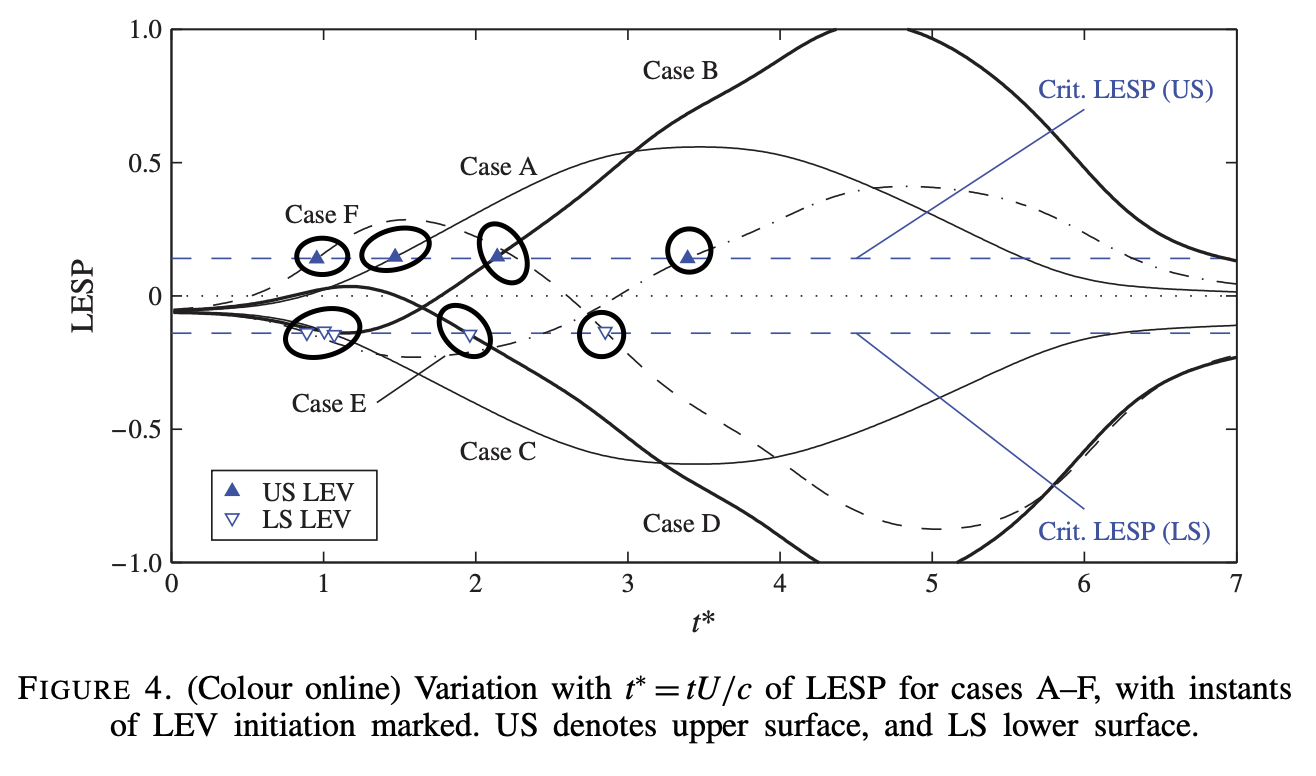 1.0
Case B
Crit. LESP (US)
0.5
Case A
Case F
LESP
0
Case E
−0.5
Case C
US LEV
LS LEV
Case D
Crit. LESP (LS)
−1.0
0 1 2 3 4 5 6 7
t*
FIGURE 4. (Colour online) Variation with t* = tU/c of LESP for cases A–F, with instants
of LEV initiation marked. US denotes upper surface, and LS lower surface.